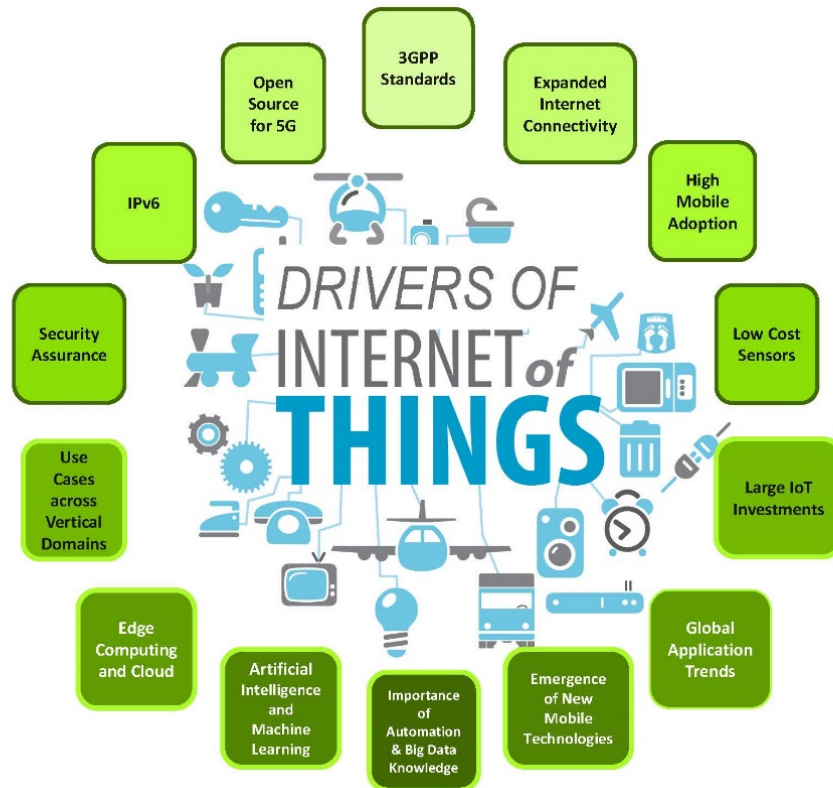 3GPP
Standards
Expanded
Internet
Connectivity
High
Mobile
Adoption
Low Cost
Sensors
Large IoT
Investments
Global
Application
Trends
Emergence
of New
Mobile
Technologies
Importance
of
Automation
& Big Data
Knowledge
Artificial
Intelligence
and
Machine
Learning
Edge
Computing
and Cloud
Use
Cases
across
Vertical
Domains
Security
Assurance
IPv6
Open
Source
for 5G
DRIVERS OF
INTERNET of
THINGS